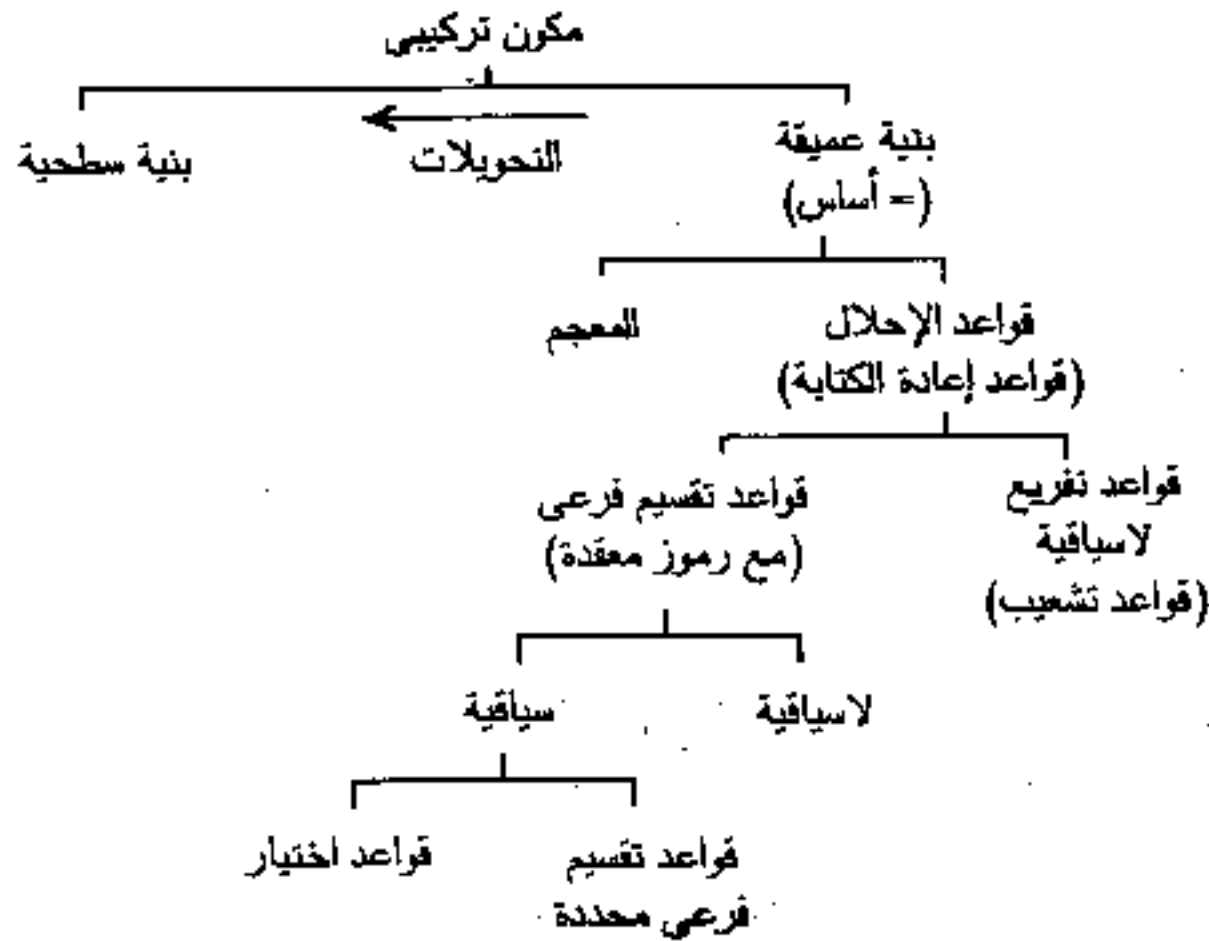 مكون تركيبي
بنية عميقة
(= أساس)
التحويلات
بنية سطحية
قواعد الإحلال
(قواعد إعادة الكتابة)
المعجم
قواعد تفريع
لاسياقية
(قواعد تشعيب)
قواعد تقسيم فرعى
(مع رموز معقدة)
لاسياقية
سياقية
قواعد تقسيم
فرعي محددة
قواعد اختيار